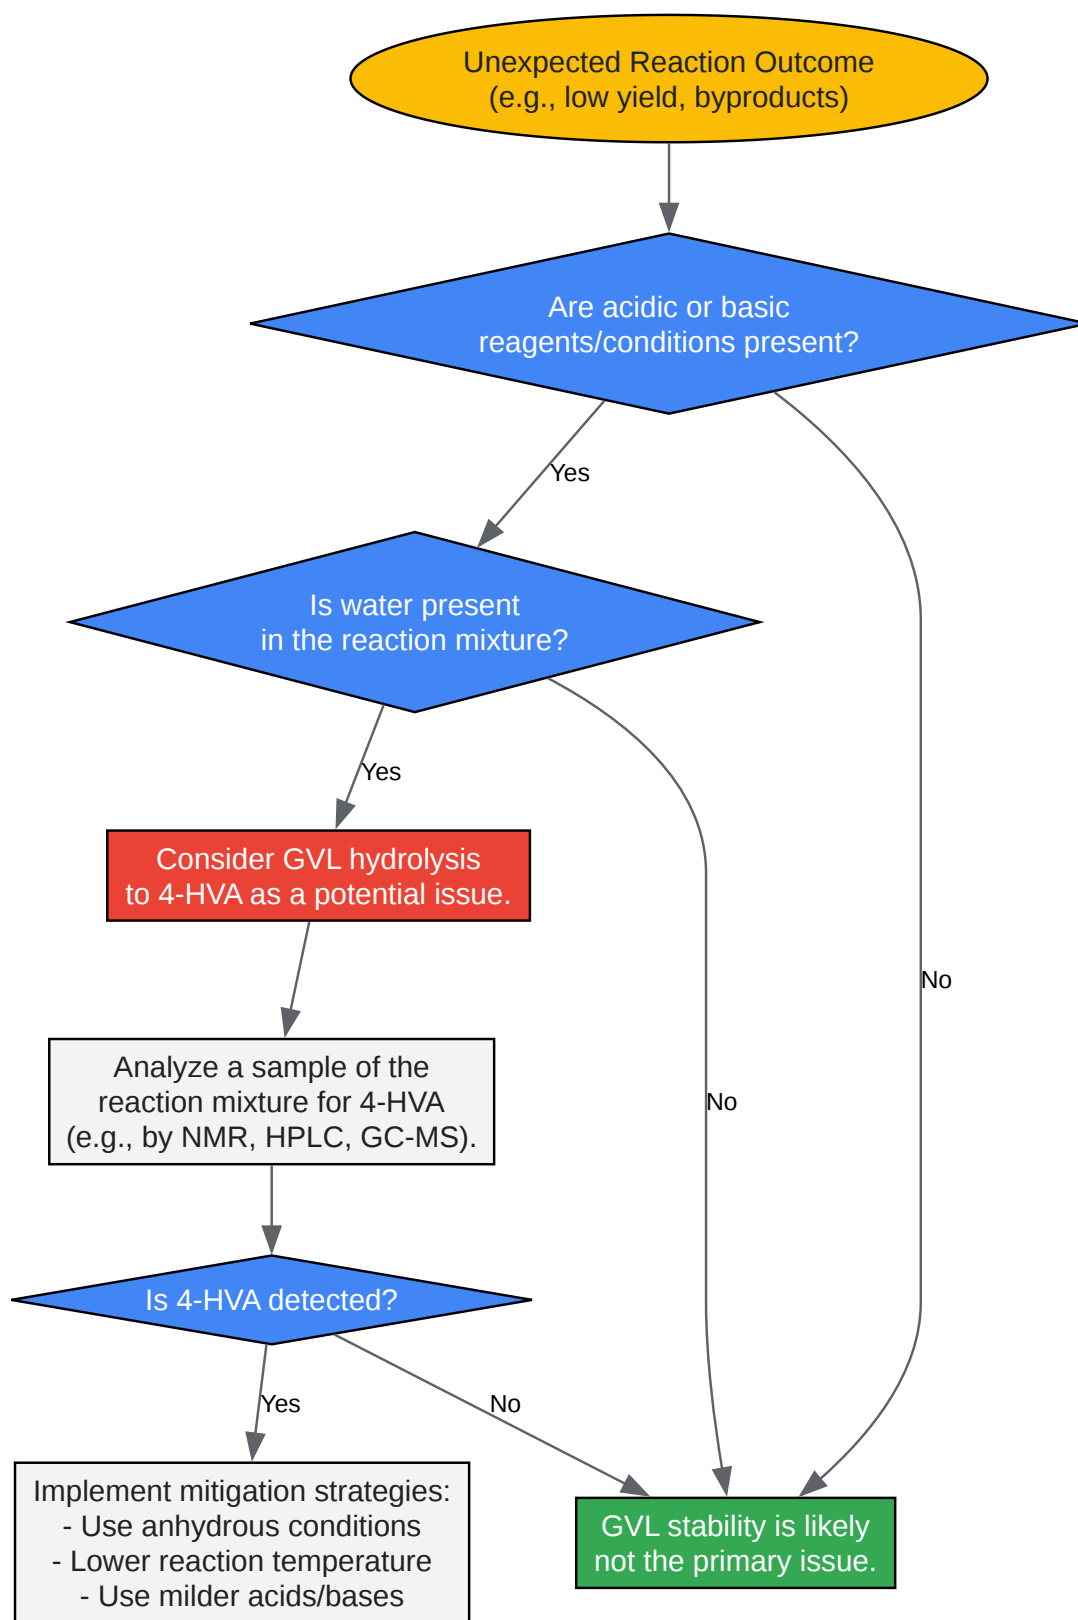 Unexpected Reaction Outcome
(e.g., low yield, byproducts)
Are acidic or basic
reagents/conditions present?
Yes
Is water present
in the reaction mixture?
Yes
Consider GVL hydrolysis
to 4-HVA as a potential issue.
No
Analyze a sample of the
reaction mixture for 4-HVA
(e.g., by NMR, HPLC, GC-MS).
No
Is 4-HVA detected?
Yes
No
Implement mitigation strategies:
- Use anhydrous conditions
- Lower reaction temperature
- Use milder acids/bases
GVL stability is likely
not the primary issue.